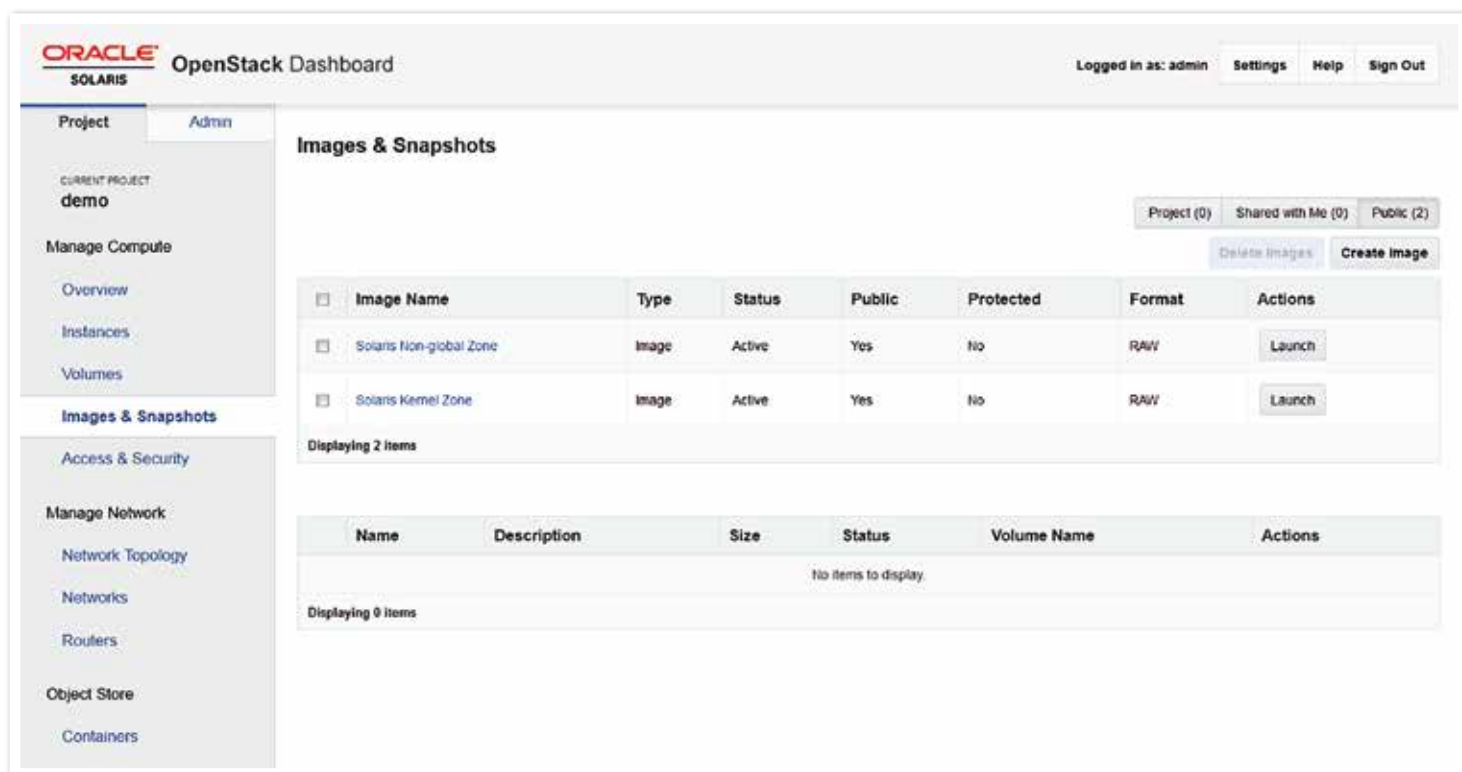 ORACLE
SOLARIS
OpenStack Dashboard
Logged in as: admin Settings Help Sign Out
Project Admin
CURRENT PROJECT
demo
Manage Compute
Overview
Instances
Volumes
Images & Snapshots
Access & Security
Manage Network
Network Topology
Networks
Routers
Object Store
Containers
Images & Snapshots
Project (0) Shared with Me (0) Public (2)
Delete Images Create Image
Image Name Type Status Public Protected Format Actions
Solaris Non-global Zone Image Active Yes No RAW Launch
Solaris Kernel Zone Image Active Yes No RAW Launch
Displaying 2 items
Name Description Size Status Volume Name Actions
No items to display.
Displaying 0 items